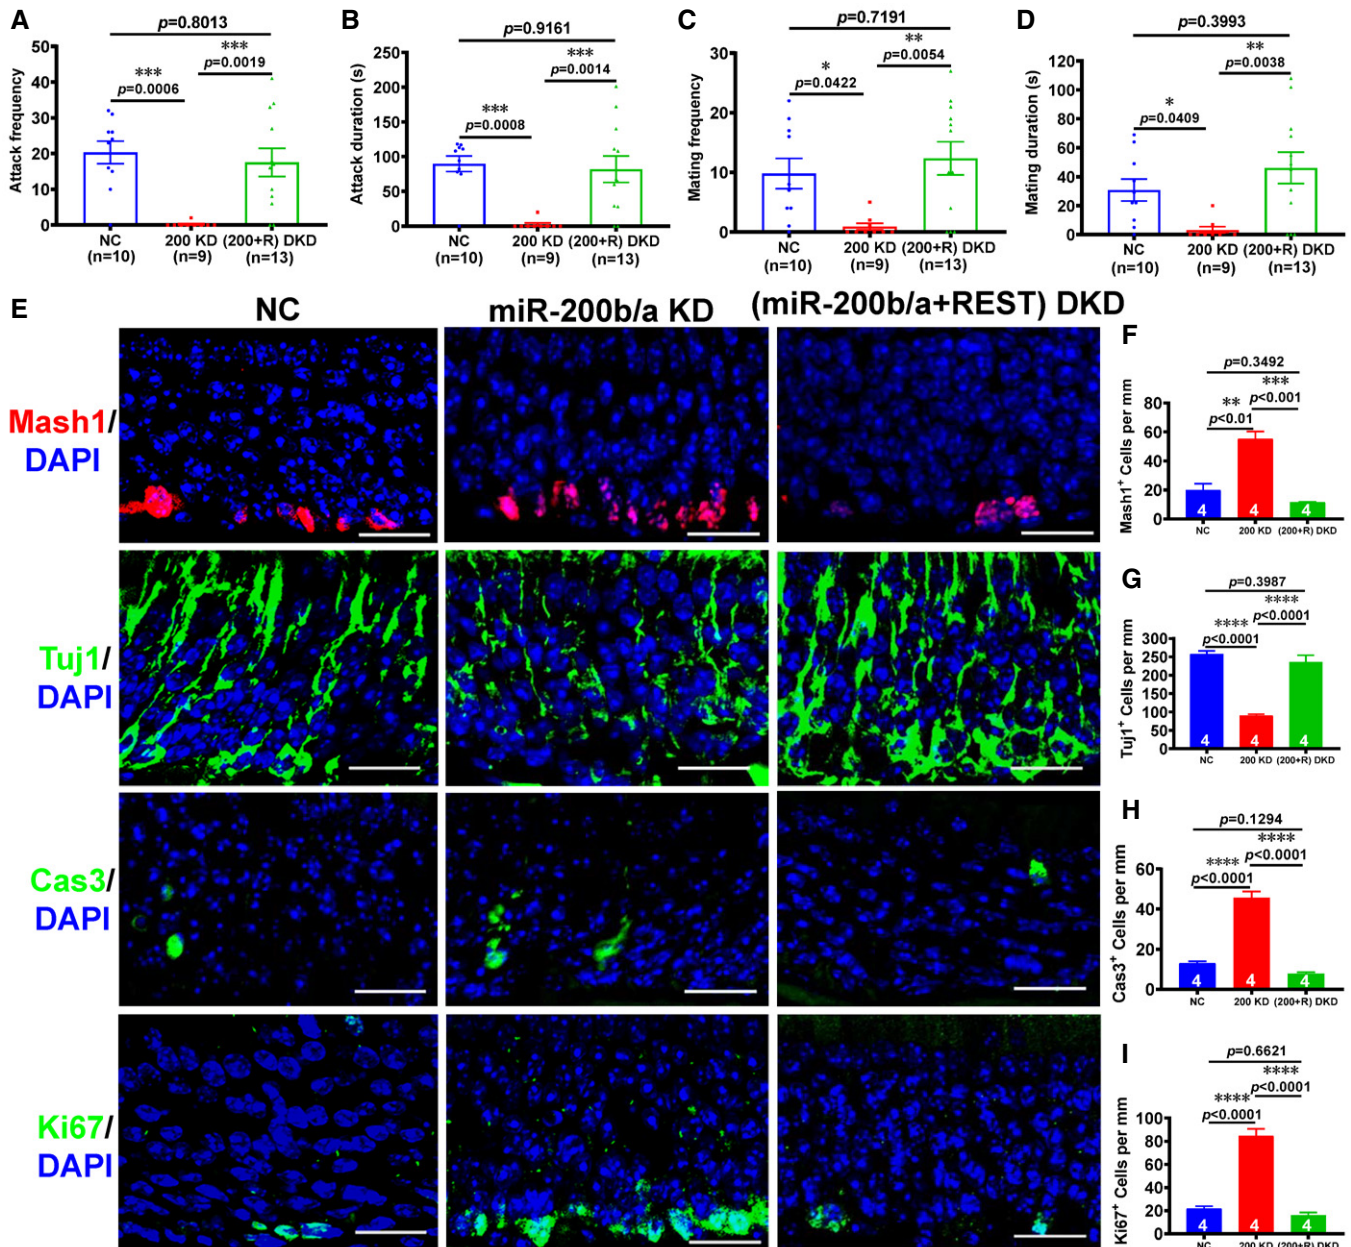 A
p=0.8013
***
p=0.0019
***
p=0.0006
Attack frequency
50
40
30
20
10
0
NC
(n=10)
200 KD
(n=9)
(200+R) DKD
(n=13)
B
p=0.9161
***
p=0.0014
***
p=0.0008
Attack duration (s)
250
200
150
100
50
0
NC
(n=10)
200 KD
(n=9)
(200+R) DKD
(n=13)
C
p=0.7191
**
p=0.0054
*
p=0.0422
Mating frequency
30
20
10
0
NC
(n=10)
200 KD
(n=9)
(200+R) DKD
(n=13)
D
p=0.3993
**
p=0.0038
*
p=0.0409
Mating duration (s)
120
100
80
60
40
20
0
NC
(n=10)
200 KD
(n=9)
(200+R) DKD
(n=13)
E
NC
miR-200b/a KD
(miR-200b/a+REST) DKD
Mash1/
DAPI
Tuj1/
DAPI
Cas3/
DAPI
Ki67/
DAPI
F
p=0.3492
***
p<0.001
**
p<0.01
Mash1+ Cells per mm
80
60
40
20
0
4
4
4
NC
200 KD
(200+R) DKD
G
p=0.3987
****
p<0.0001
****
p<0.0001
Tuj1+ Cells per mm
300
250
200
150
100
50
0
4
4
4
NC
200 KD
(200+R) DKD
H
p=0.1294
****
p<0.0001
****
p<0.0001
Cas3+ Cells per mm
60
40
20
0
4
4
4
NC
200 KD
(200+R) DKD
I
p=0.6621
****
p<0.0001
****
p<0.0001
Ki67+ Cells per mm
100
80
60
40
20
0
4
4
4
NC
200 KD
(200+R) DKD